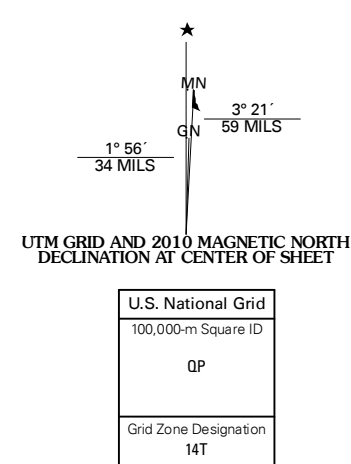 ★
MN
3° 21´
59 MILS
GN
1° 56´
34 MILS
UTM GRID AND 2010 MAGNETIC NORTH
DECLINATION AT CENTER OF SHEET
U.S. National Grid
100,000-m Square ID
QP
Grid Zone Designation
14T